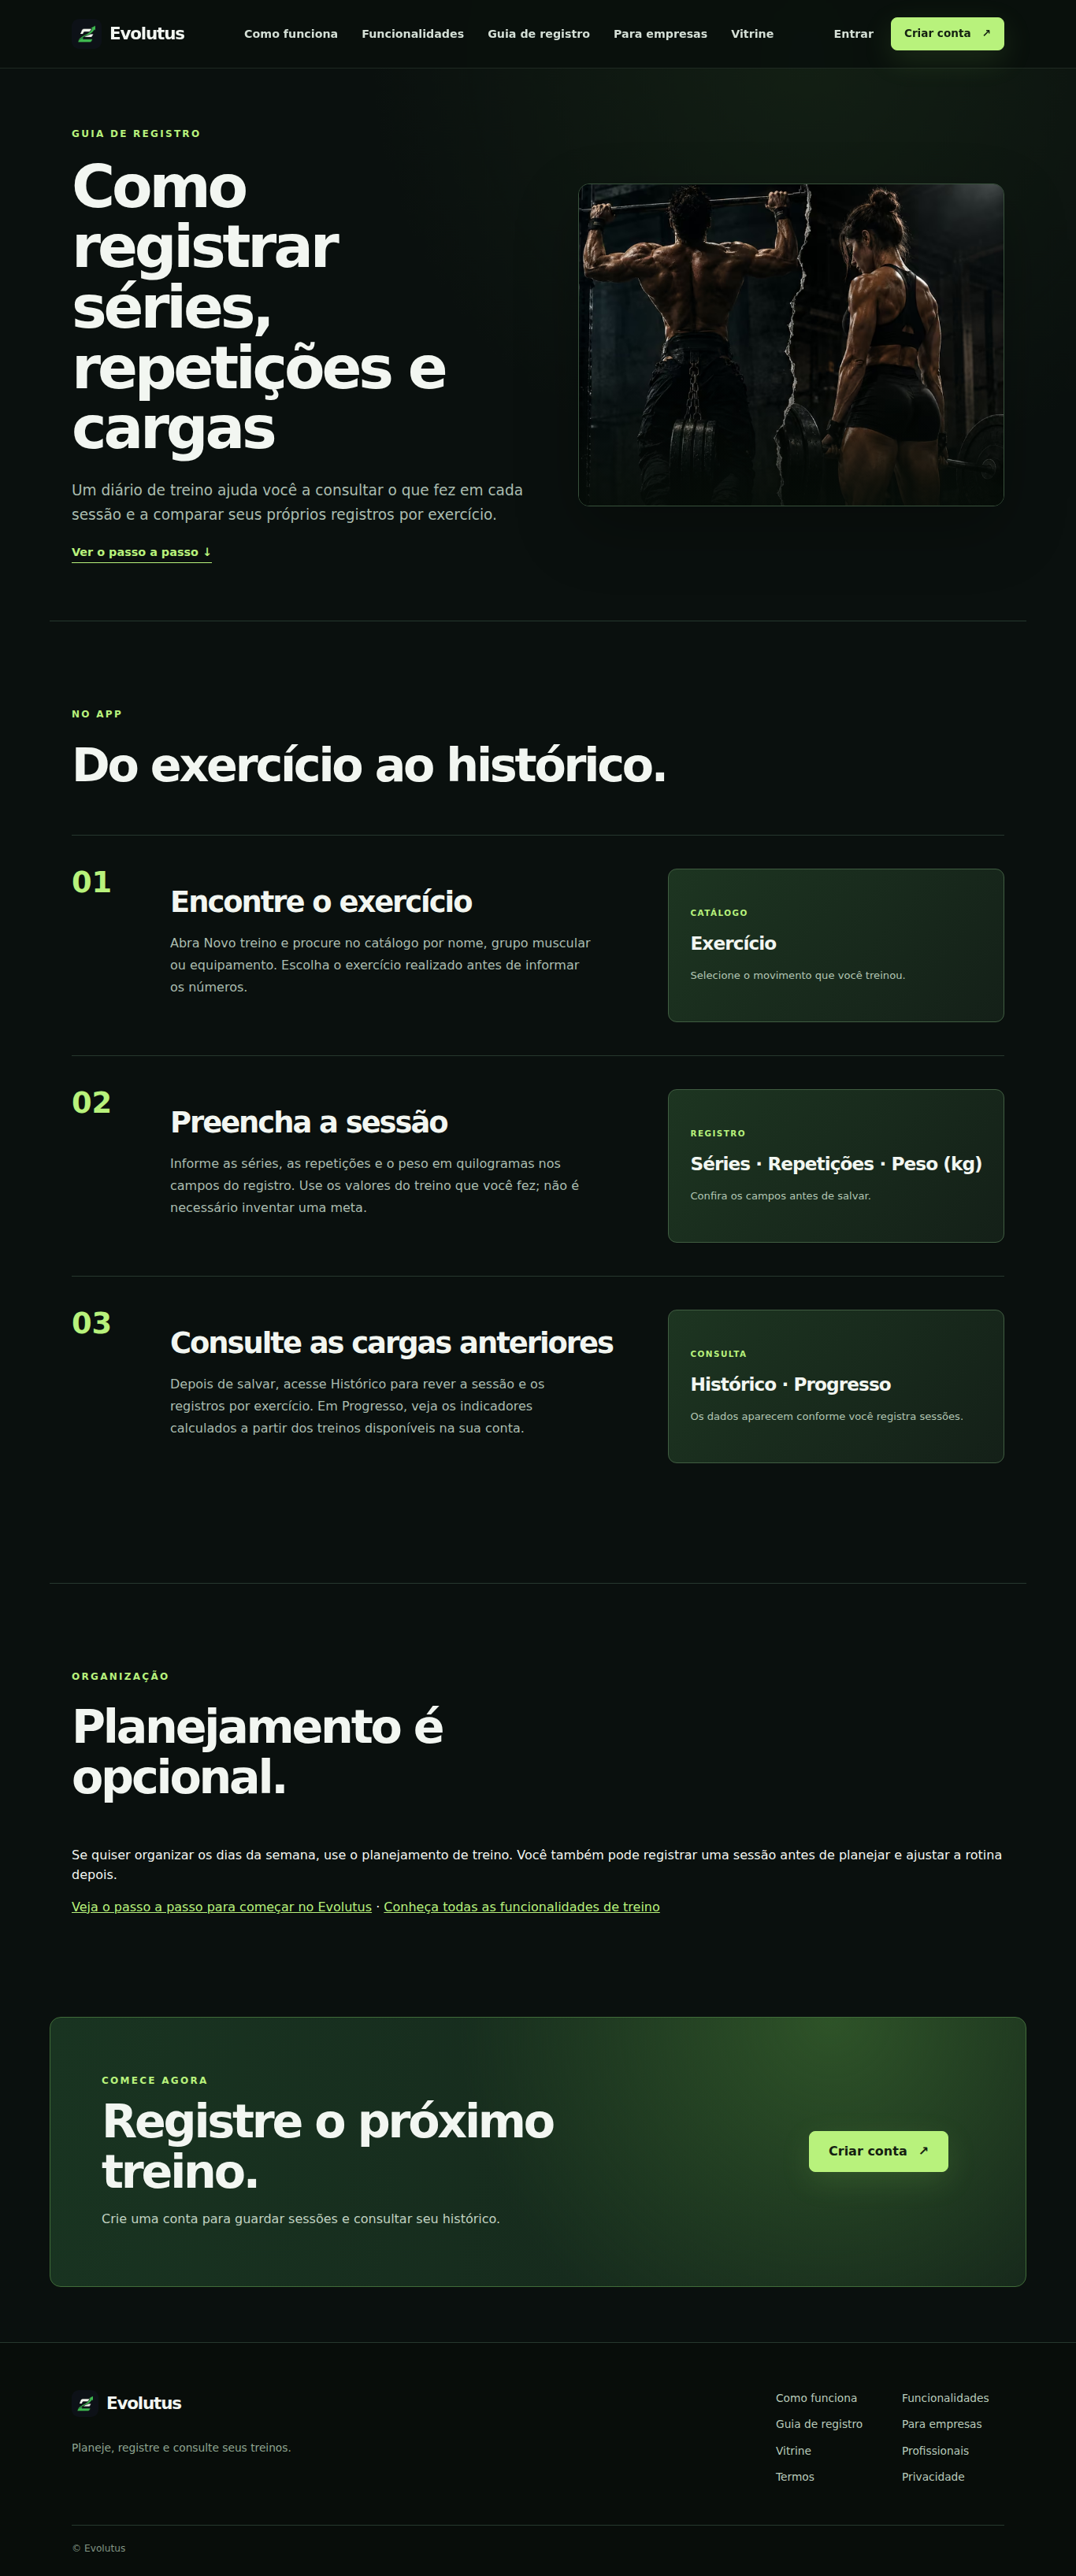 Evolutus
Como funciona
Funcionalidades
Guia de registro
Para empresas
Vitrine
Entrar
Criar conta ↗
GUIA DE REGISTRO
Como
registrar
séries,
repetições e
cargas
Um diário de treino ajuda você a consultar o que fez em cada
sessão e a comparar seus próprios registros por exercício.
Ver o passo a passo ↓
NO APP
Do exercício ao histórico.
01
Encontre o exercício
Abra Novo treino e procure no catálogo por nome, grupo muscular
ou equipamento. Escolha o exercício realizado antes de informar
os números.
CATÁLOGO
Exercício
Selecione o movimento que você treinou.
02
Preencha a sessão
Informe as séries, as repetições e o peso em quilogramas nos
campos do registro. Use os valores do treino que você fez; não é
necessário inventar uma meta.
REGISTRO
Séries · Repetições · Peso (kg)
Confira os campos antes de salvar.
03
Consulte as cargas anteriores
Depois de salvar, acesse Histórico para rever a sessão e os
registros por exercício. Em Progresso, veja os indicadores
calculados a partir dos treinos disponíveis na sua conta.
CONSULTA
Histórico · Progresso
Os dados aparecem conforme você registra sessões.
ORGANIZAÇÃO
Planejamento é
opcional.
Se quiser organizar os dias da semana, use o planejamento de treino. Você também pode registrar uma sessão antes de planejar e ajustar a rotina
depois.
Veja o passo a passo para começar no Evolutus · Conheça todas as funcionalidades de treino
COMECE AGORA
Registre o próximo
treino.
Crie uma conta para guardar sessões e consultar seu histórico.
Criar conta ↗
Evolutus
Planeje, registre e consulte seus treinos.
Como funciona
Funcionalidades
Guia de registro
Para empresas
Vitrine
Profissionais
Termos
Privacidade
© Evolutus